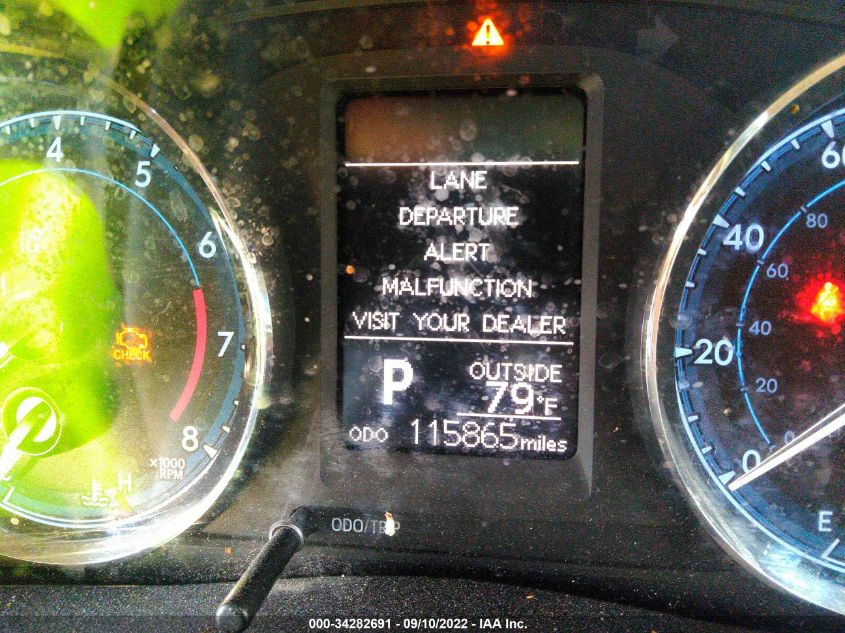 LANE
DEPARTURE
ALERT
MALFUNCTION
VISIT YOUR DEALER
P
OUTSIDE
79°F
ODO 115865 miles
4
5
6
7
8
x1000
RPM
CHECK
H
ODO/TRIP
60
40
20
0
80
60
40
20
0
E
000-34282691 - 09/10/2022 - IAA Inc.